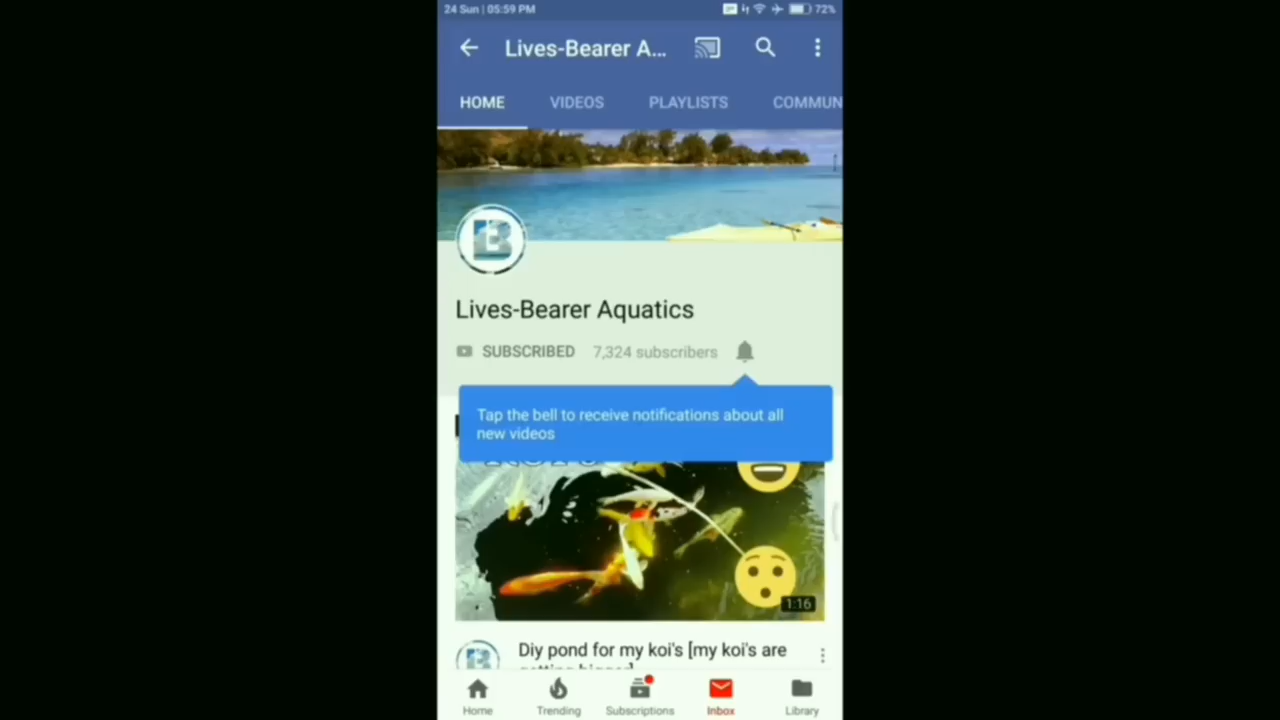 24 Sun | 05:59 PM
72%
Lives-Bearer A...
HOME VIDEOS PLAYLISTS COMMUN
B
Lives-Bearer Aquatics
SUBSCRIBED 7,324 subscribers
Tap the bell to receive notifications about all
new videos
1:16
Diy pond for my koi's [my koi's are
Home Trending Subscriptions Inbox Library